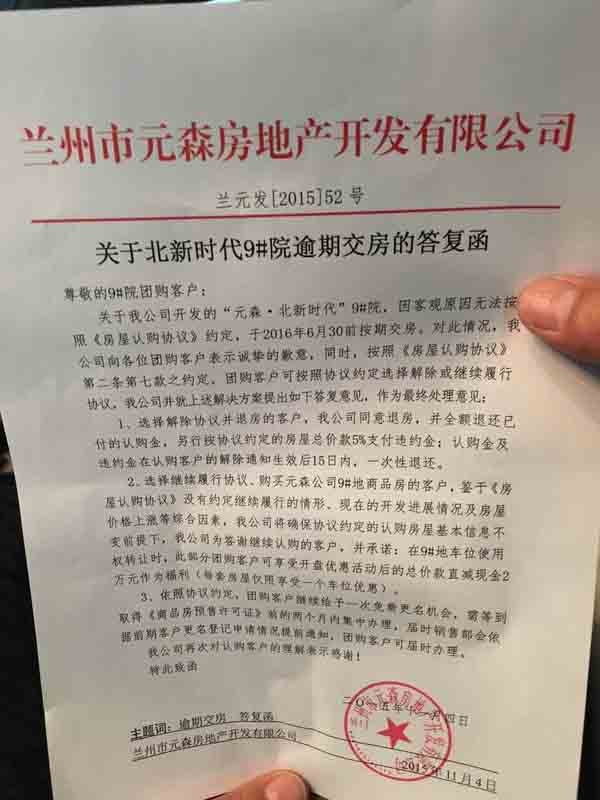 兰州市元森房地产开发有限公司
兰元发[2015]52 号
关于北新时代9#院逾期交房的答复函
尊敬的9#院团购客户:
关于我公司开发的“元森·北新时代”9#院,因客观原因无法按
照《房屋认购协议》约定,于2016年6月30前按期交房。对此情况,我
公司向各位团购客户表示诚挚的歉意,同时,按照《房屋认购协议》
第二条第七款之约定,团购客户可按照协议约定选择解除或继续履行
协议,我公司并就上述解决方案提出如下答复意见,作为最终处理意见:
1、选择解除协议并退房的客户,我公司同意退房,并全额退还已
付的认购金,另行按协议约定的房屋总价款5%支付违约金;认购金及
违约金在认购客户的解除通知生效后15日内,一次性退还。
2、选择继续履行协议、购买元森公司9#地商品房的客户,鉴于《房
屋认购协议》没有约定继续履行的情形、现在的开发进展情况及房屋
价格上涨等综合因素,我公司将确保协议约定的认购房屋基本信息不
变前提下,我公司为答谢继续认购的客户,并承诺:在9#地车位使用
权转让时,此部分团购客户可享受开盘优惠活动后的总价款直减现金2
万元作为福利(每套房屋仅限享受一个车位优惠)。
3、依照协议约定,团购客户继续给予一次免费更名机会,需等到
取得《商品房预售许可证》前的两个月内集中办理,届时销售部会依
据前期客户更名登记申请情况提前通知,团购客户可届时办理。
我公司再次对认购客户的理解表示感谢!
特此致函
二〇一五年十一月四日
主题词:逾期交房 答复函
兰州市元森房地产开发有限公司
2015年11月4日